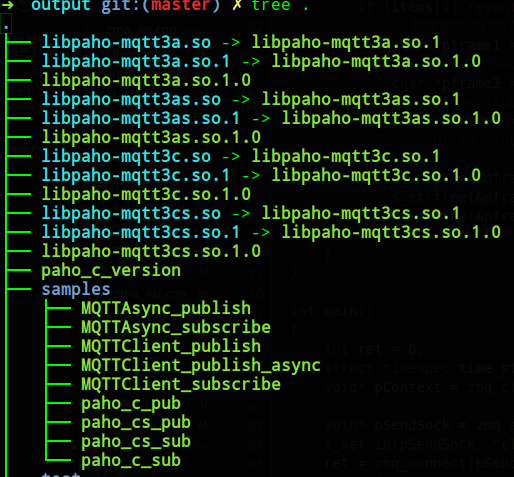 ➜ output git:(master) ✗ tree .
.
├── libpaho-mqtt3a.so -> libpaho-mqtt3a.so.1
├── libpaho-mqtt3a.so.1 -> libpaho-mqtt3a.so.1.0
├── libpaho-mqtt3a.so.1.0
├── libpaho-mqtt3as.so -> libpaho-mqtt3as.so.1
├── libpaho-mqtt3as.so.1 -> libpaho-mqtt3as.so.1.0
├── libpaho-mqtt3as.so.1.0
├── libpaho-mqtt3c.so -> libpaho-mqtt3c.so.1
├── libpaho-mqtt3c.so.1 -> libpaho-mqtt3c.so.1.0
├── libpaho-mqtt3c.so.1.0
├── libpaho-mqtt3cs.so -> libpaho-mqtt3cs.so.1
├── libpaho-mqtt3cs.so.1 -> libpaho-mqtt3cs.so.1.0
├── libpaho-mqtt3cs.so.1.0
├── paho_c_version
├── samples
│   ├── MQTTAsync_publish
│   ├── MQTTAsync_subscribe
│   ├── MQTTClient_publish
│   ├── MQTTClient_publish_async
│   ├── MQTTClient_subscribe
│   ├── paho_c_pub
│   ├── paho_cs_pub
│   ├── paho_cs_sub
│   └── paho_c_sub